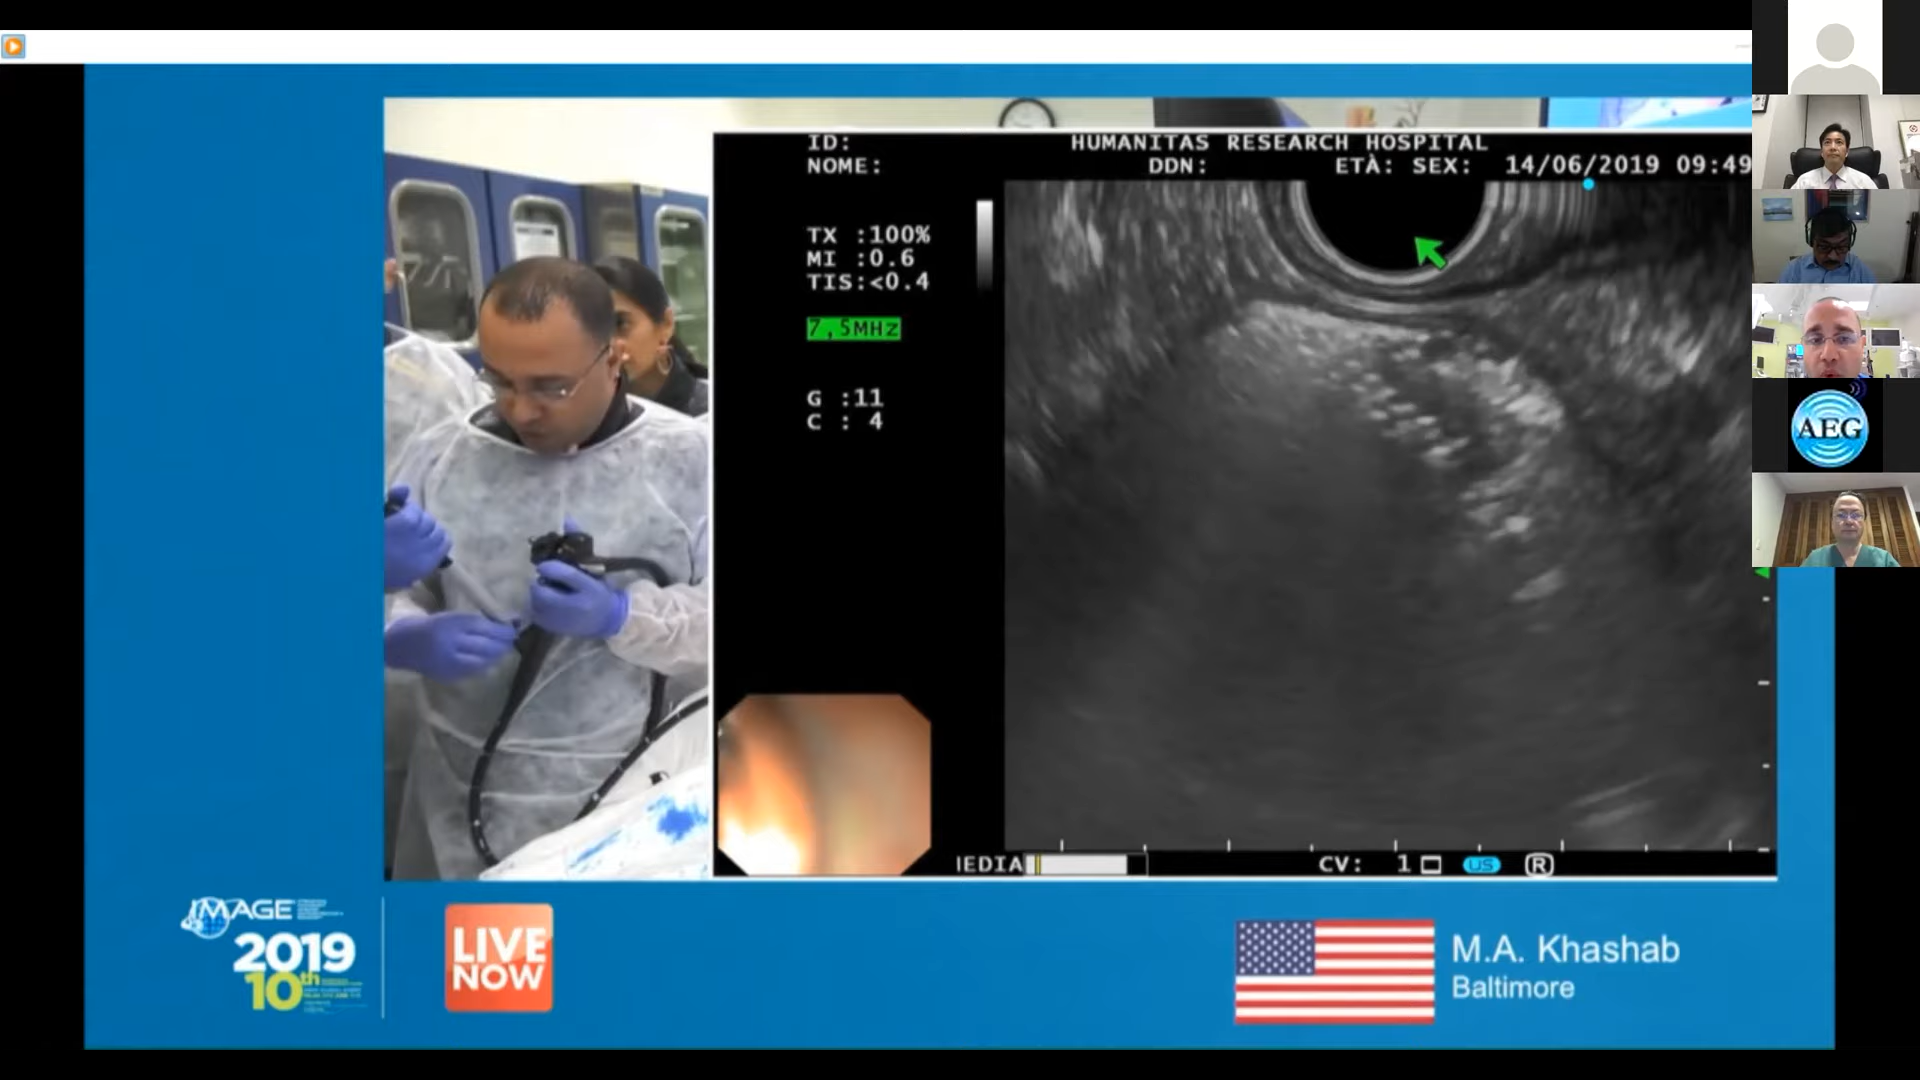 ID:
HUMANITAS RESEARCH HOSPITAL
NOME:
DDN:
ETÀ: SEX:
14/06/2019 09:49
TX :100%
MI :0.6
TIS:<0.4
7,5MHz
G :11
C : 4
IEDIA
CV: 1
US
R
AEG
IMAGE
2019
10th
LIVE
NOW
M.A. Khashab
Baltimore